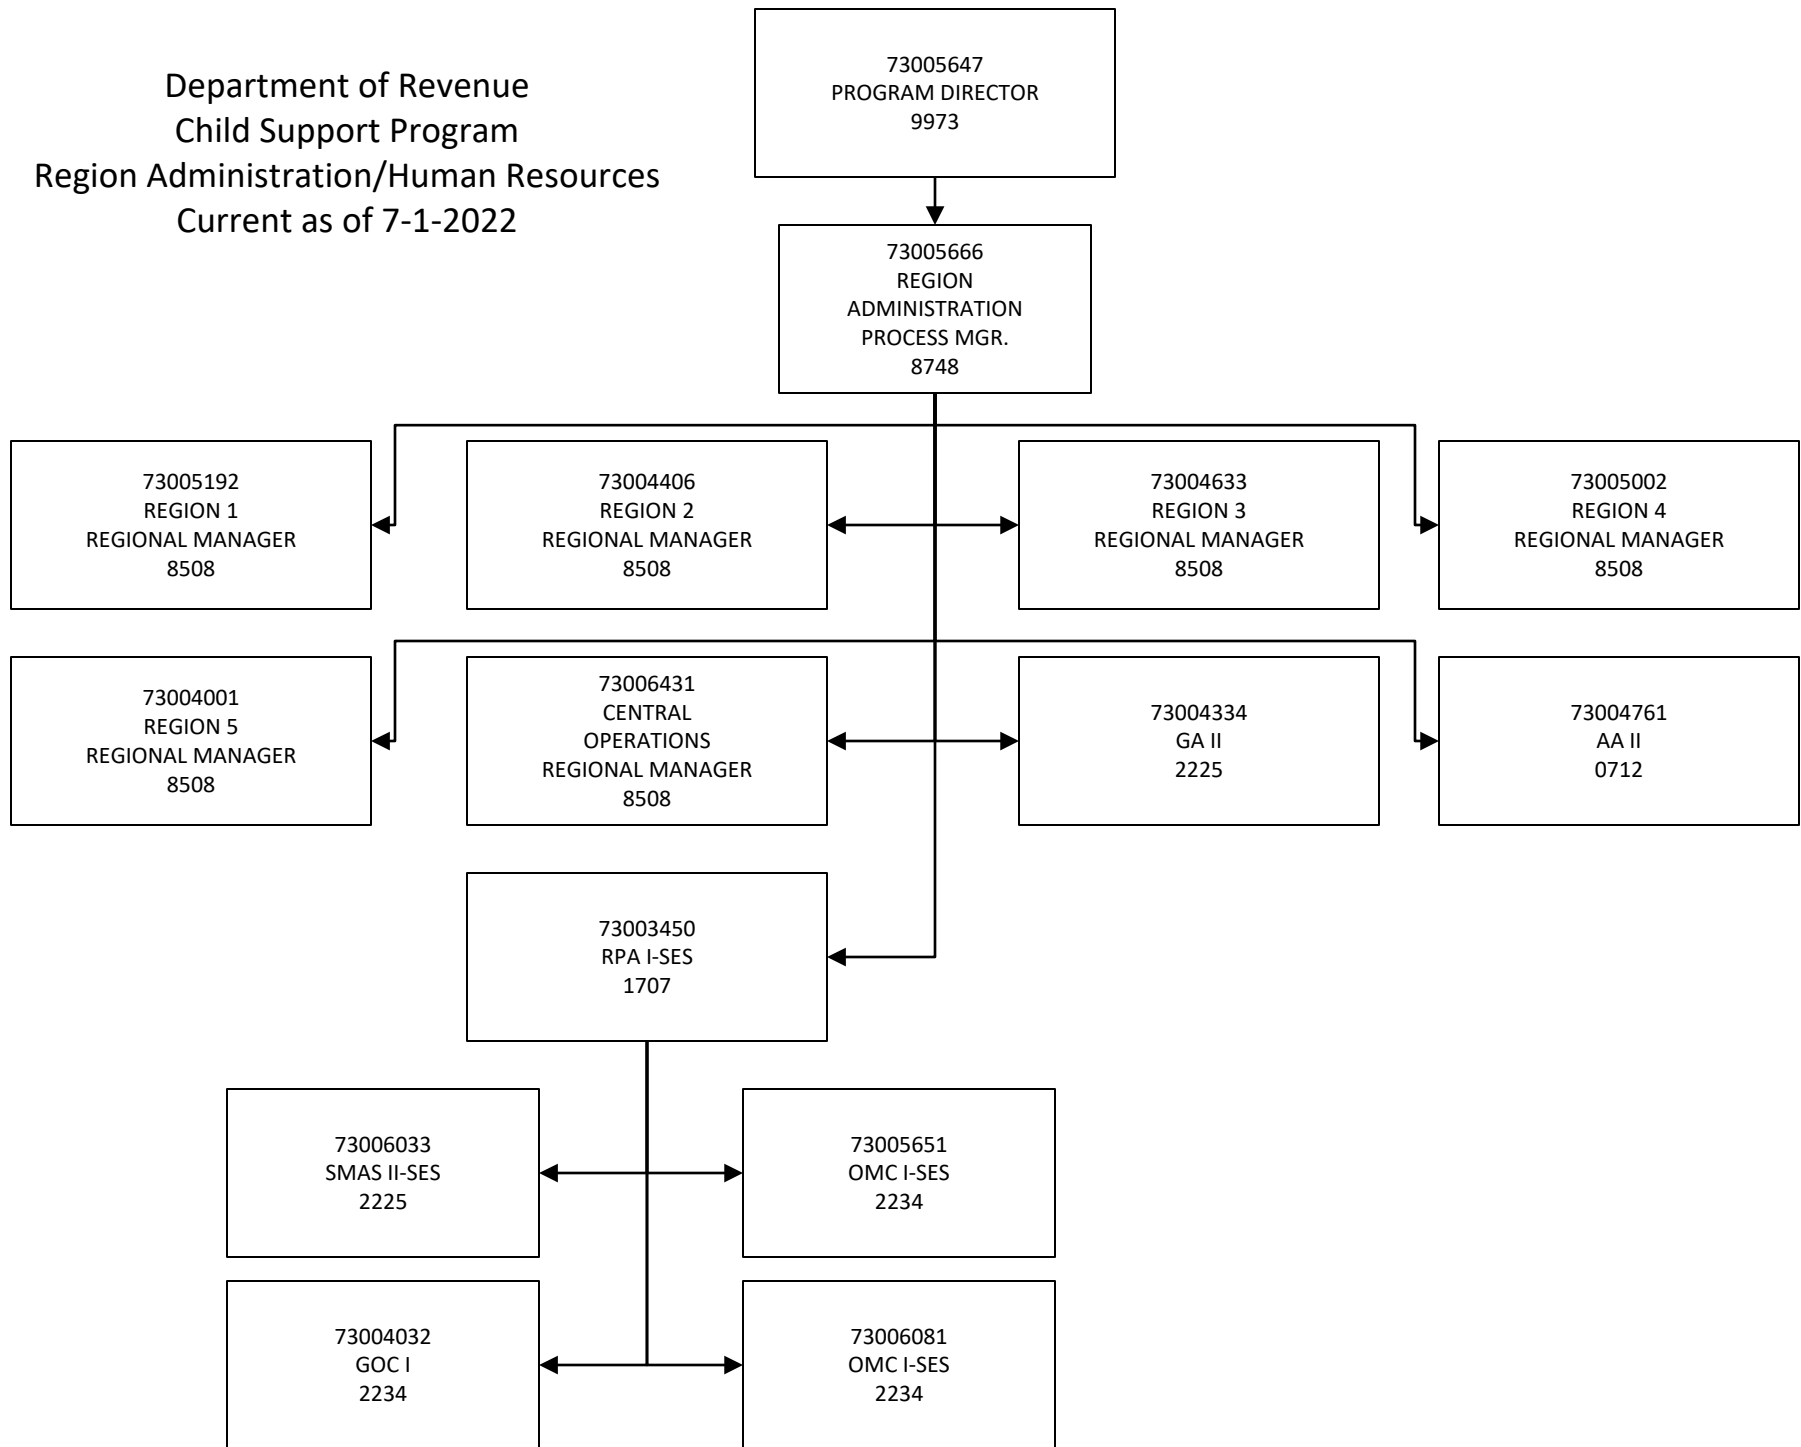 Department of Revenue
Child Support Program
Region Administration/Human Resources
Current as of 7-1-2022
73005647
PROGRAM DIRECTOR
9973
73005666
REGION
ADMINISTRATION
PROCESS MGR.
8748
73005192
REGION 1
REGIONAL MANAGER
8508
73004406
REGION 2
REGIONAL MANAGER
8508
73004633
REGION 3
REGIONAL MANAGER
8508
73005002
REGION 4
REGIONAL MANAGER
8508
73004001
REGION 5
REGIONAL MANAGER
8508
73006431
CENTRAL
OPERATIONS
REGIONAL MANAGER
8508
73004334
GA II
2225
73004761
AA II
0712
73003450
RPA I-SES
1707
73006033
SMAS II-SES
2225
73005651
OMC I-SES
2234
73004032
GOC I
2234
73006081
OMC I-SES
2234